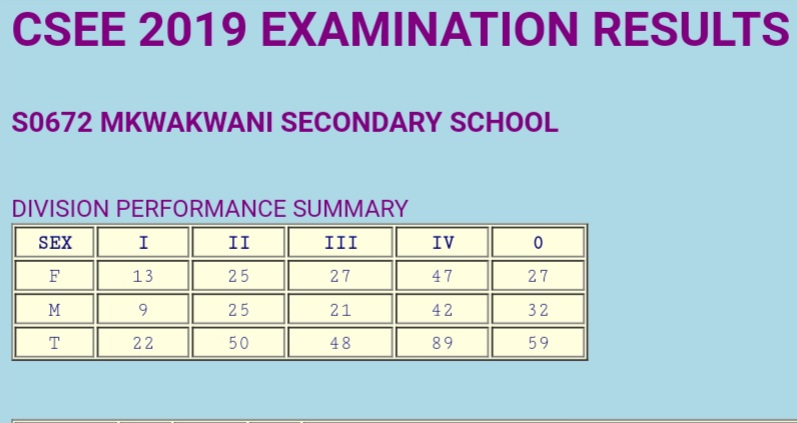 CSEE 2019 EXAMINATION RESULTS
S0672 MKWAKWANI SECONDARY SCHOOL
DIVISION PERFORMANCE SUMMARY
SEX I II III IV 0
F 13 25 27 47 27
M 9 25 21 42 32
T 22 50 48 89 59